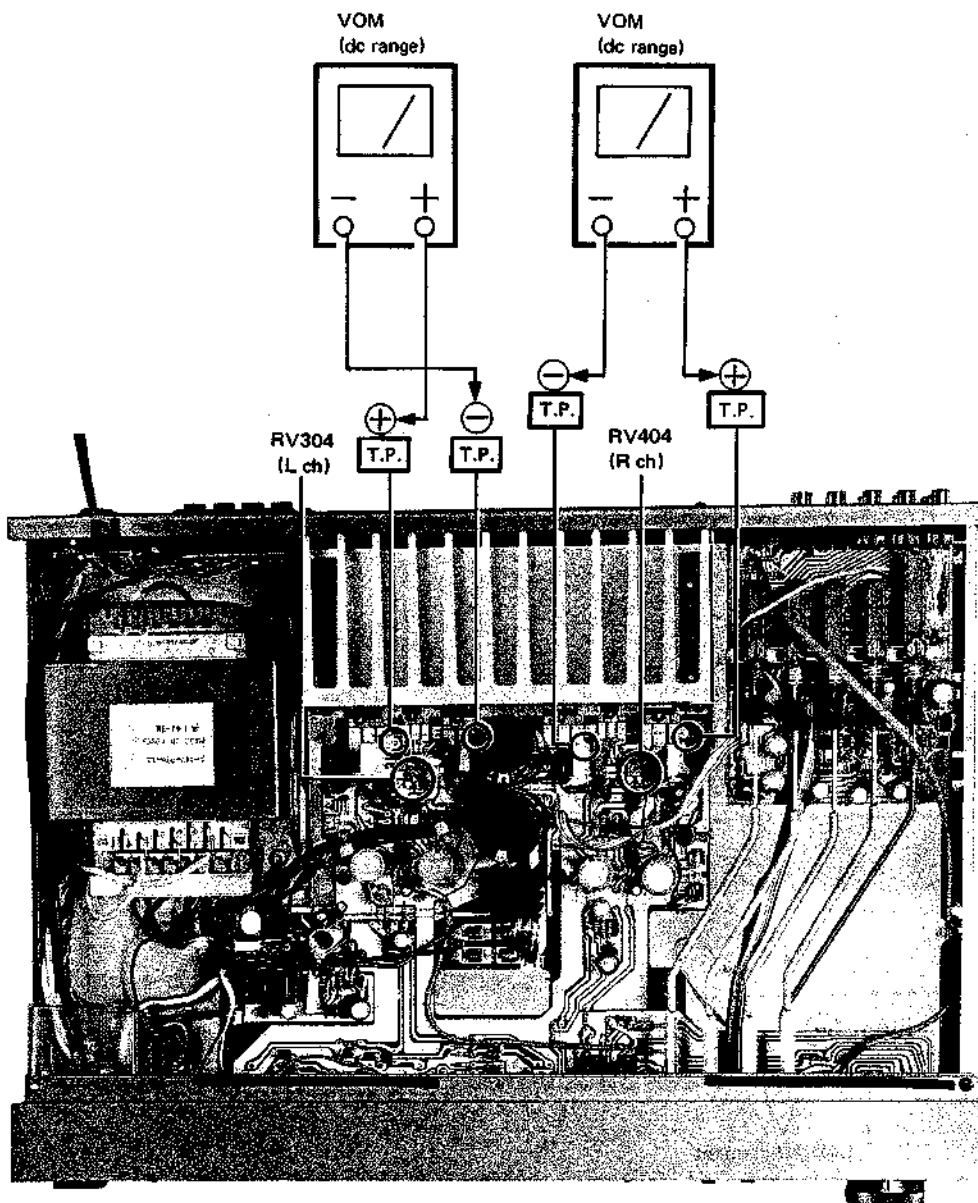 VOM
(dc range)
VOM
(dc range)
− +
− +
− +
T.P.
T.P.
+ −
T.P.
T.P.
RV304
(L ch)
RV404
(R ch)